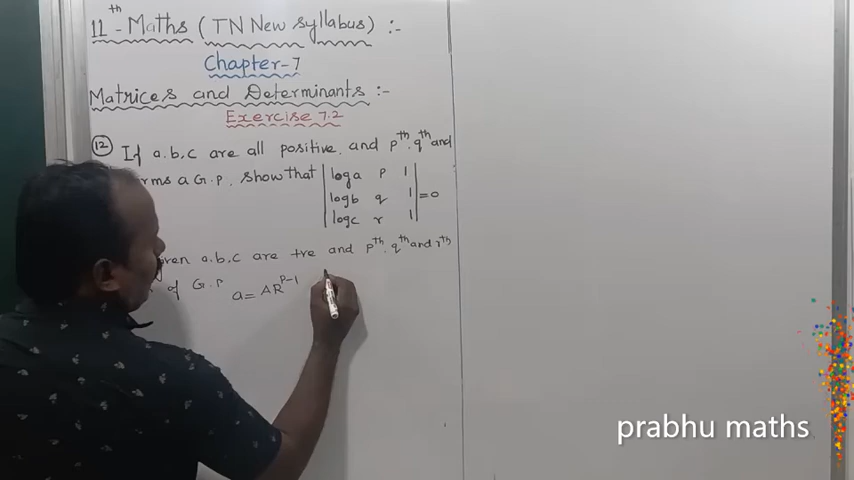 11th - Maths (TN New syllabus) :-
Chapter-7
Matrices and Determinants :-
Exercise 7.2
12 If a.b.c are all positive. and pth. qth and
rms a G.P. show that | log a p 1 |
| log b q 1 | = 0
| log c r 1 |
ven a.b.c are +ve and pth. qth and rth
of G.P a = AR^p-1
prabhu maths